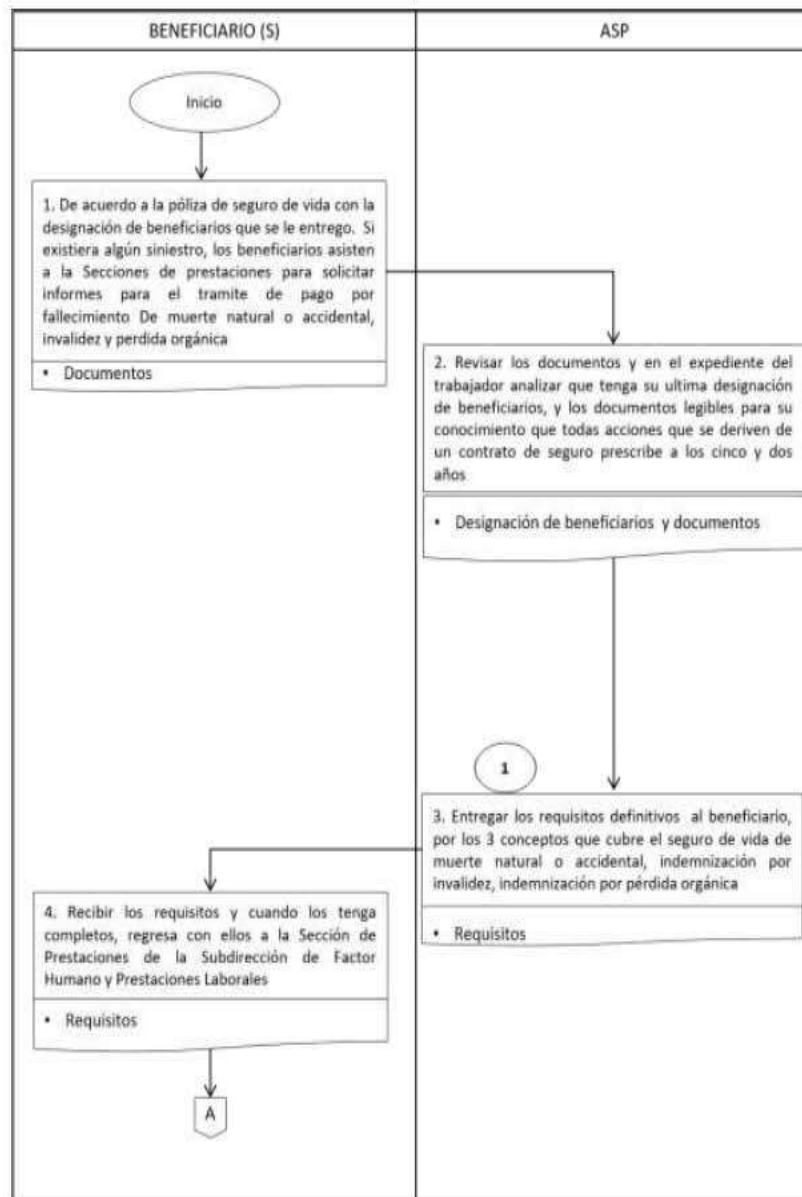 BENEFICIARIO (S)
ASP
Inicio
1. De acuerdo a la póliza de seguro de vida con la
designación de beneficiarios que se le entrego. Si
existiera algún siniestro, los beneficiarios asisten
a la Secciones de prestaciones para solicitar
informes para el tramite de pago por
fallecimiento De muerte natural o accidental,
invalidez y perdida orgánica
• Documentos
2. Revisar los documentos y en el expediente del
trabajador analizar que tenga su ultima designación
de beneficiarios, y los documentos legibles para su
conocimiento que todas acciones que se deriven de
un contrato de seguro prescribe a los cinco y dos
años
• Designación de beneficiarios y documentos
1
3. Entregar los requisitos definitivos al beneficiario,
por los 3 conceptos que cubre el seguro de vida de
muerte natural o accidental, indemnización por
invalidez, indemnización por pérdida orgánica
• Requisitos
4. Recibir los requisitos y cuando los tenga
completos, regresa con ellos a la Sección de
Prestaciones de la Subdirección de Factor
Humano y Prestaciones Laborales
• Requisitos
A